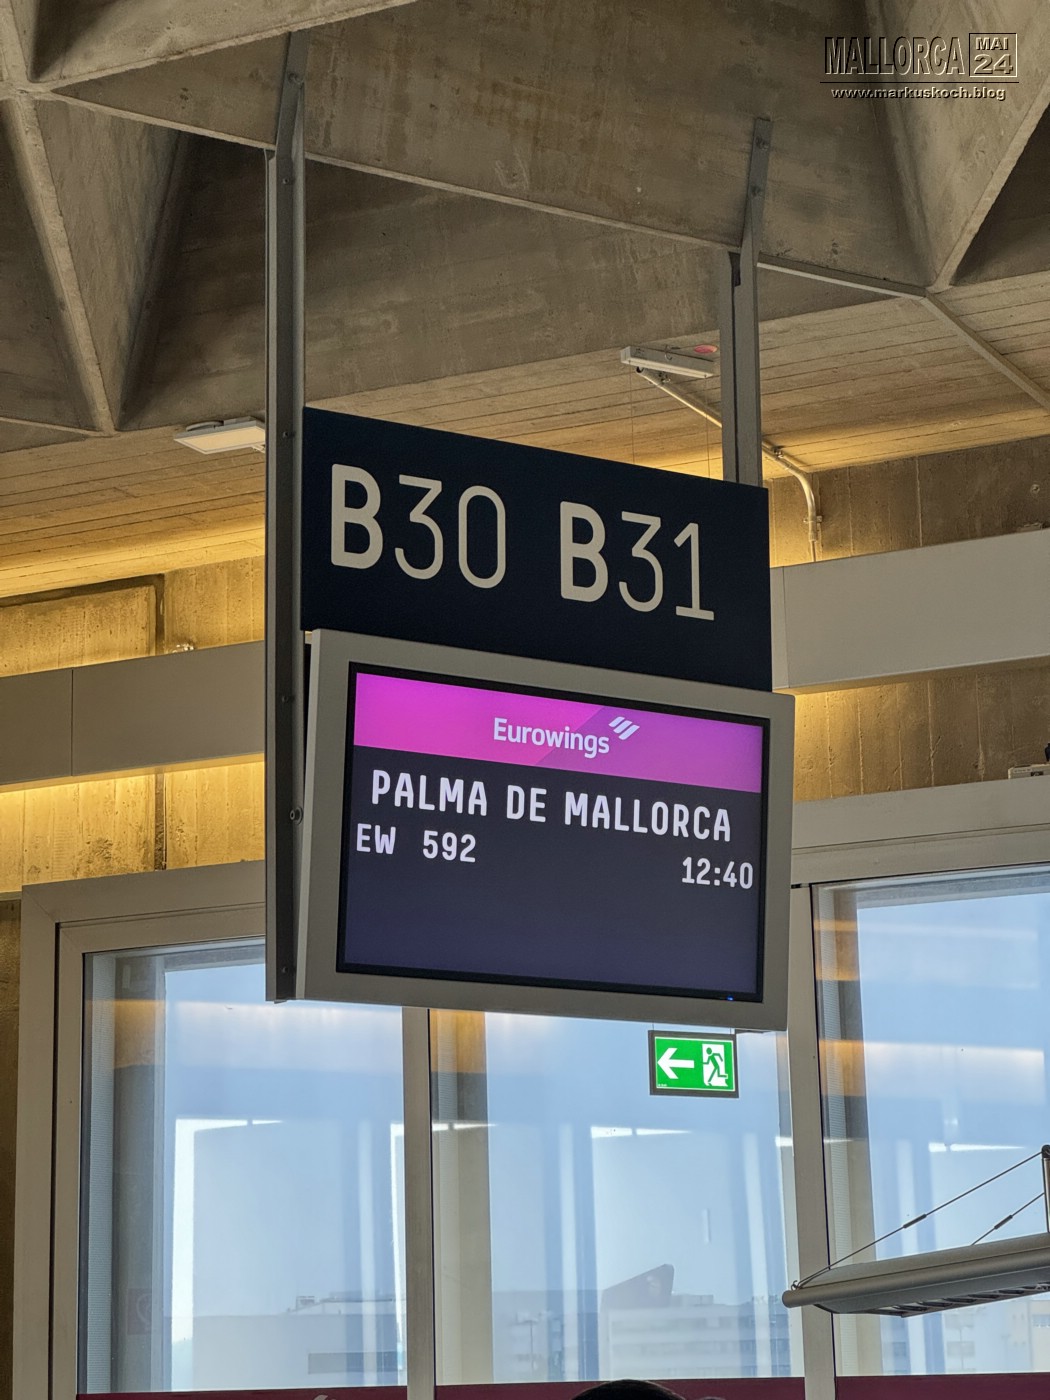 MALLORCA MAI 24
www.markuskoch.blog
B30 B31
Eurowings
PALMA DE MALLORCA
EW 592 12:40